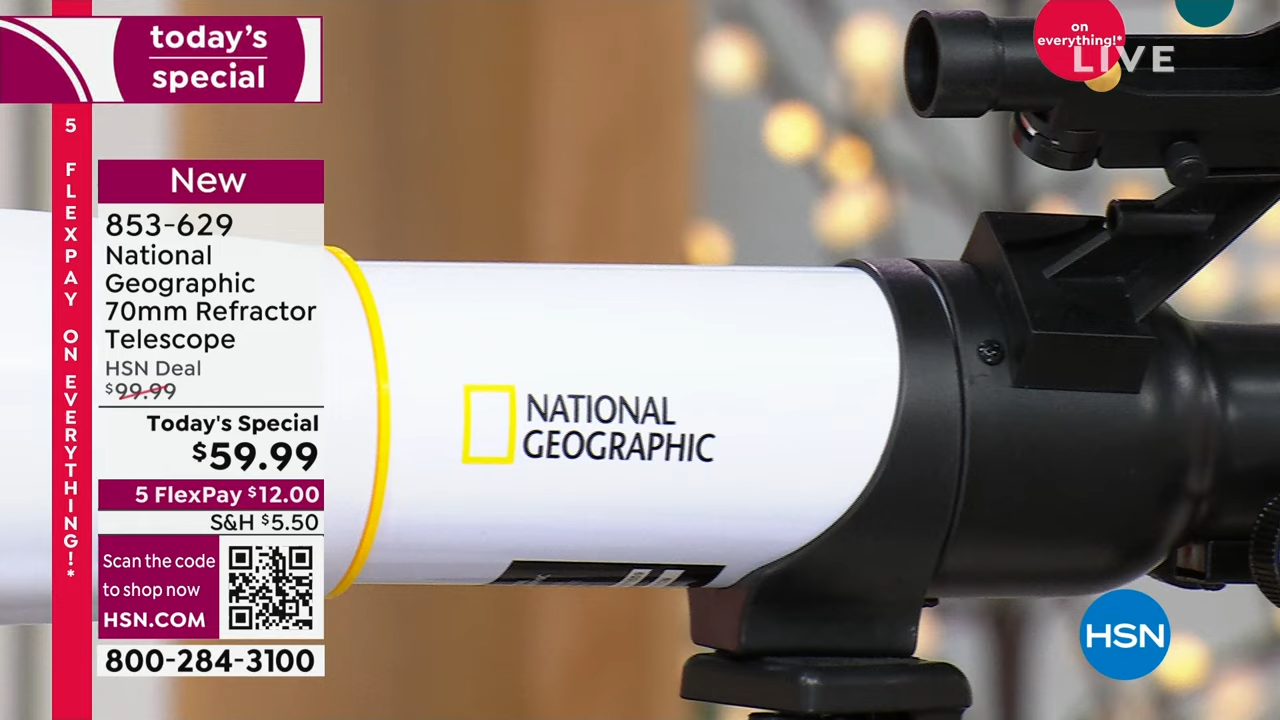 today's
special
5 FLEXPAY ON EVERYTHING!*
New
853-629
National
Geographic
70mm Refractor
Telescope
HSN Deal
$99.99
Today's Special
$59.99
5 FlexPay $12.00
S&H $5.50
Scan the code
to shop now
HSN.COM
800-284-3100
NATIONAL
GEOGRAPHIC
on
everything!*
LIVE
HSN